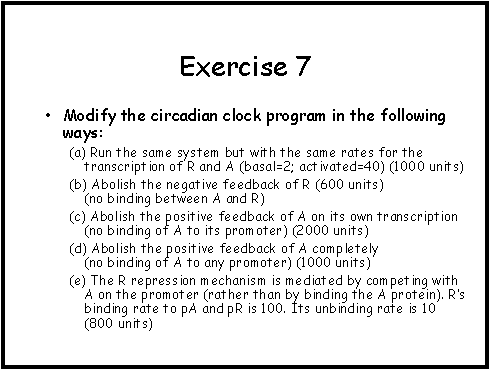 Exercise 7
• Modify the circadian clock program in the following
ways:
(a) Run the same system but with the same rates for the
transcription of R and A (basal=2; activated=40) (1000 units)
(b) Abolish the negative feedback of R (600 units)
(no binding between A and R)
(c) Abolish the positive feedback of A on its own transcription
(no binding of A to its promoter) (2000 units)
(d) Abolish the positive feedback of A completely
(no binding of A to any promoter) (1000 units)
(e) The R repression mechanism is mediated by competing with
A on the promoter (rather than by binding the A protein). R's
binding rate to pA and pR is 100. Its unbinding rate is 10
(800 units)